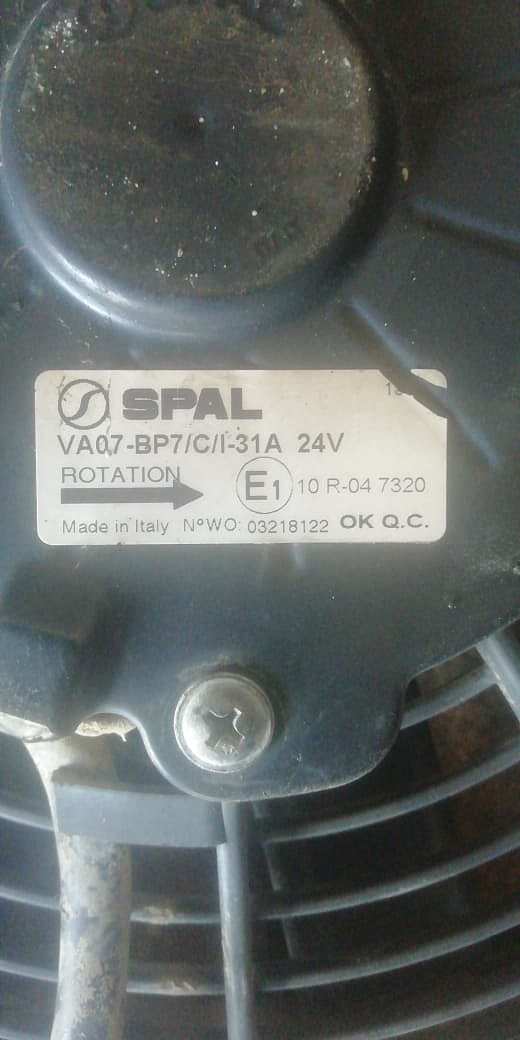 SPAL
VA07-BP7/C/I-31A 24V
ROTATION
E1 10 R-04 7320
Made in Italy N°WO: 03218122 OK Q.C.